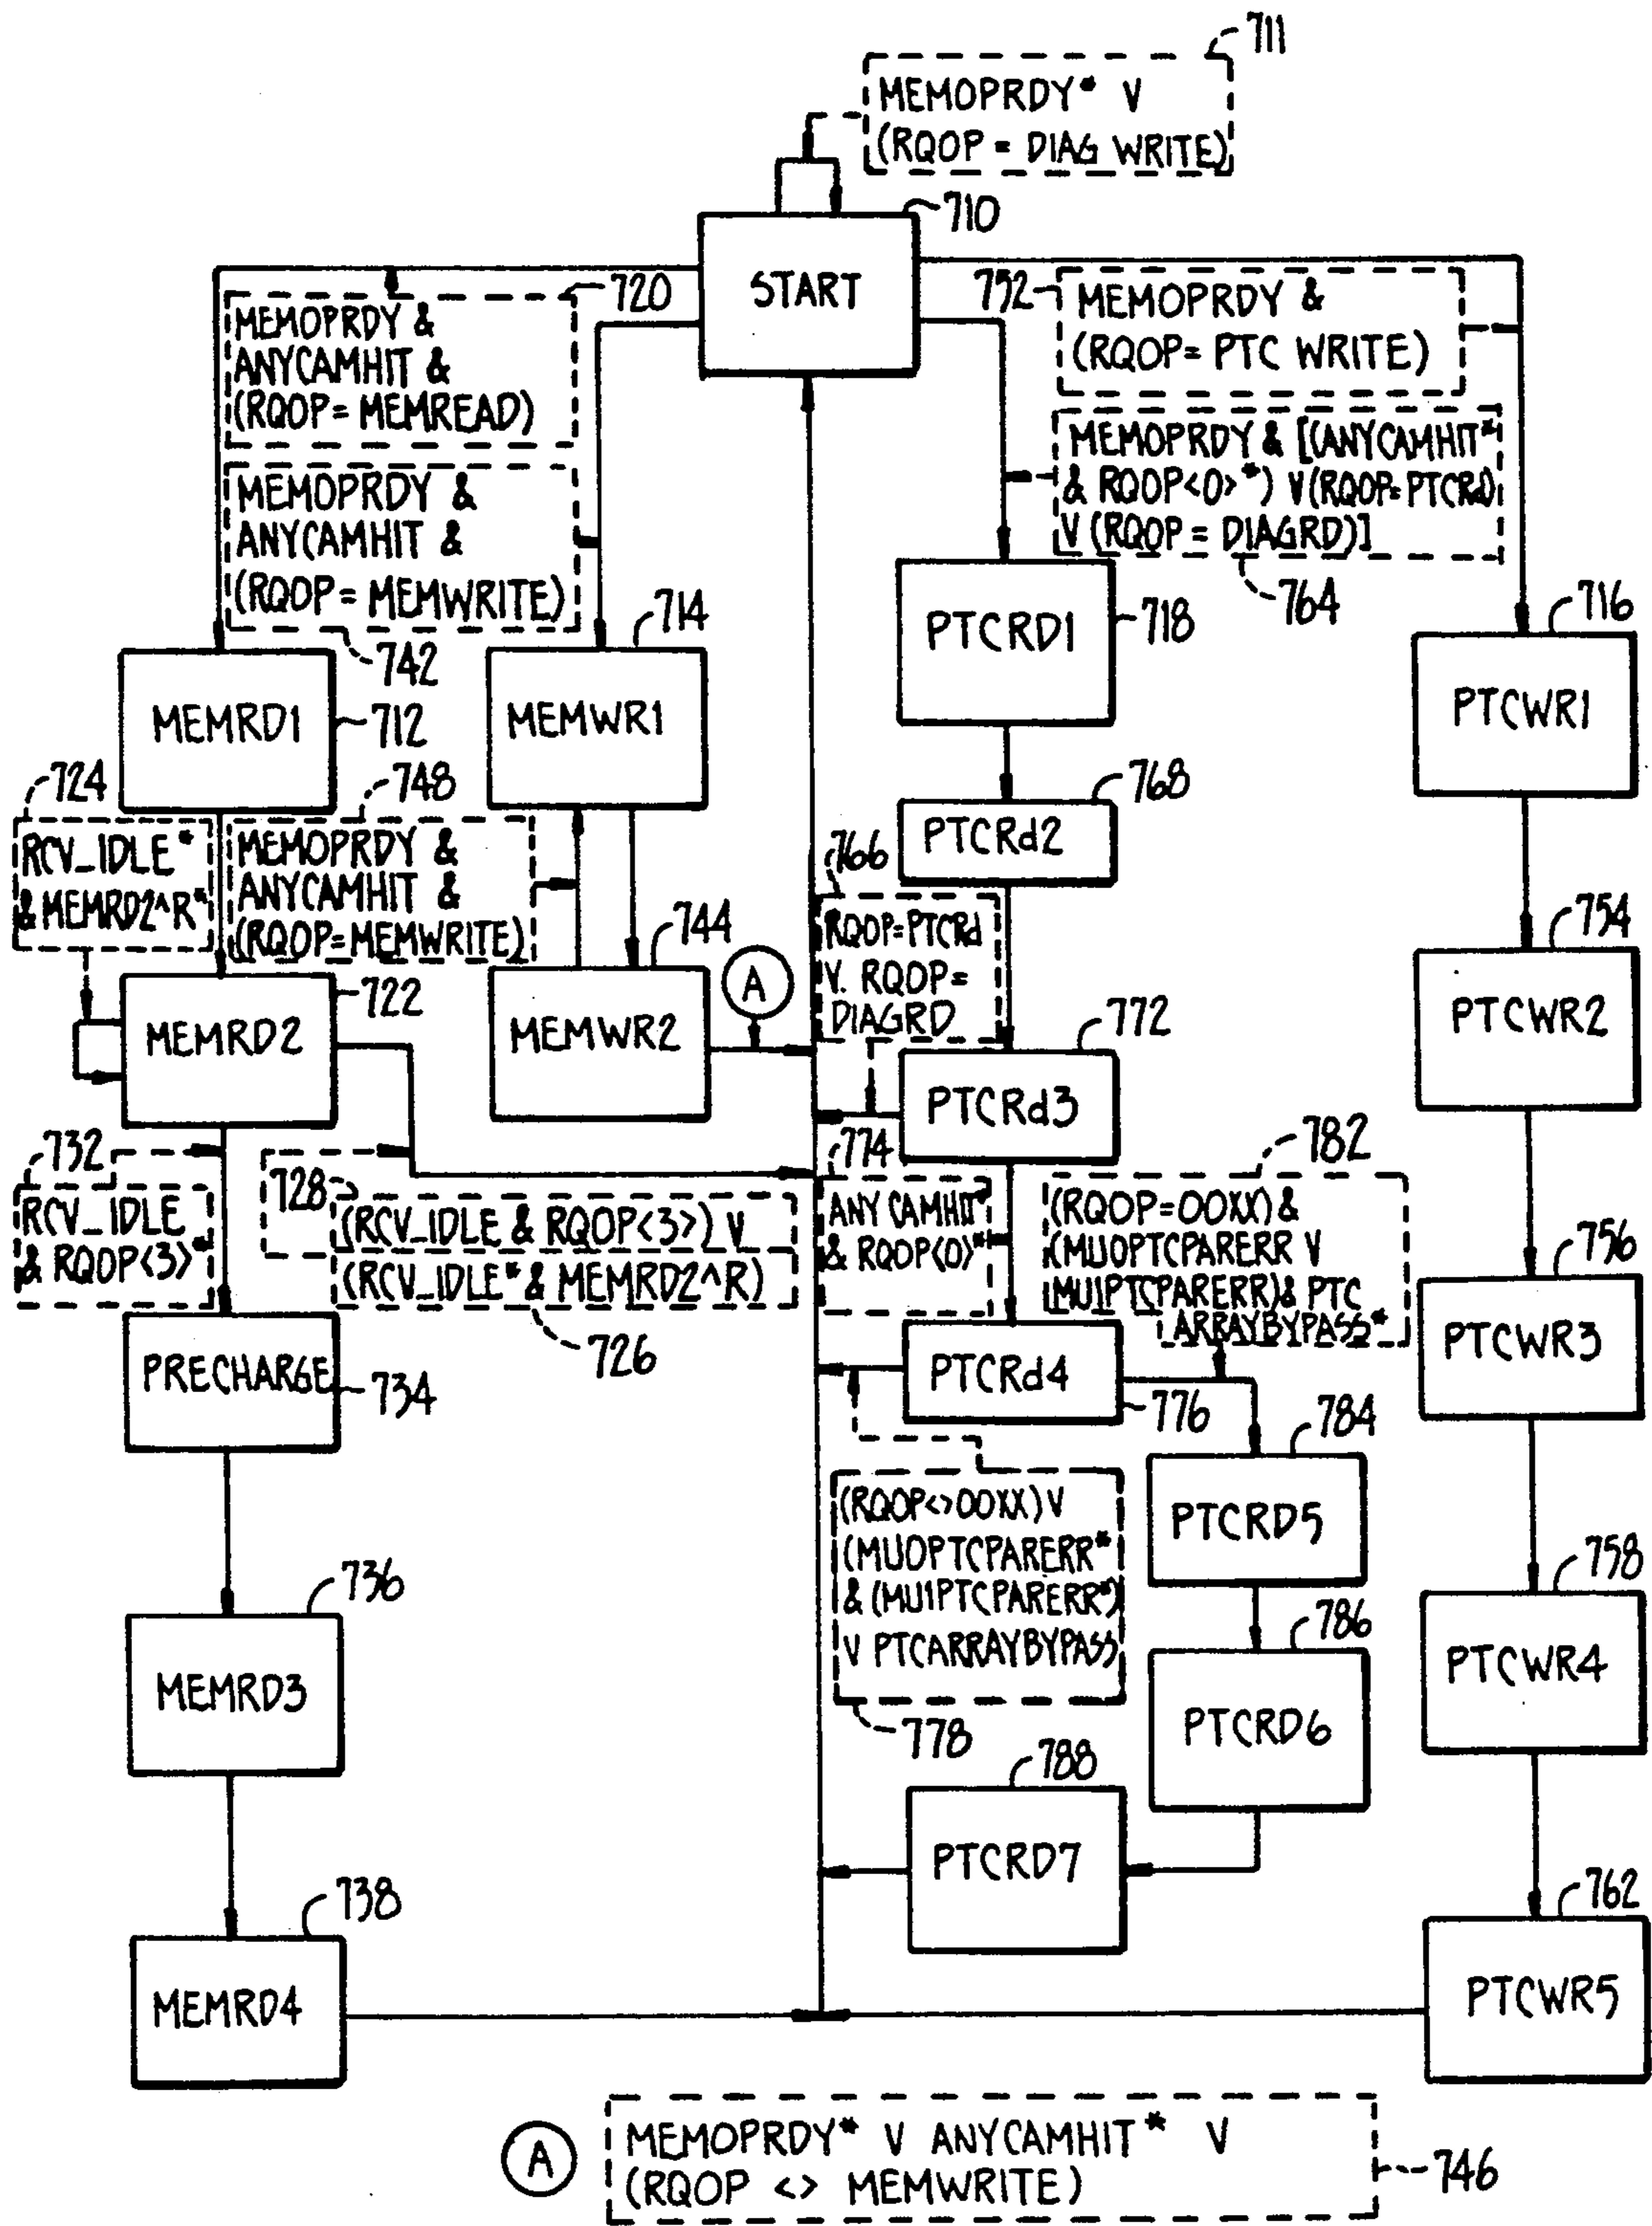 711
MEMOPRDY* V
(RQOP = DIAG WRITE)
710
START
720
MEMOPRDY &
ANYCAMHIT &
(RQOP= MEMREAD)
752
MEMOPRDY &
(RQOP= PTC WRITE)
MEMOPRDY &
ANYCAMHIT &
(RQOP= MEMWRITE)
742
MEMOPRDY & [(ANYCAMHIT*
& RQOP<0>*) V(RQOP=PTCRd)
V (RQOP = DIAGRD)]
764
714
716
MEMRD1
712
MEMWR1
PTCRD1
718
PTCWR1
724
RCV_IDLE*
& MEMRD2^R*
748
MEMOPRDY &
ANYCAMHIT &
(RQOP=MEMWRITE)
768
PTCRd2
766
RQOP=PTCRd
V. RQOP=
DIAGRD
754
PTCWR2
744
A
722
MEMRD2
MEMWR2
772
PTCRd3
732
RCV_IDLE
& RQOP<3>*
728
(RCV_IDLE & RQOP<3>) V
(RCV_IDLE* & MEMRD2^R)
726
774
ANY CAMHIT*
& RQOP<0>*
782
(RQOP=00XX) &
(MU0PTCPARERR V
(MU1PTCPARERR)& PTC
ARRAYBYPASS*
756
PTCWR3
PRECHARGE
734
PTCRd4
776
784
PTCRD5
(RQOP<>00XX) V
(MU0PTCPARERR*
& (MU1PTCPARERR*)
V PTCARRAYBYPASS
778
736
MEMRD3
786
PTCRD6
758
PTCWR4
788
PTCRD7
738
MEMRD4
762
PTCWR5
A
MEMOPRDY* V ANYCAMHIT* V
(RQOP <> MEMWRITE)
746